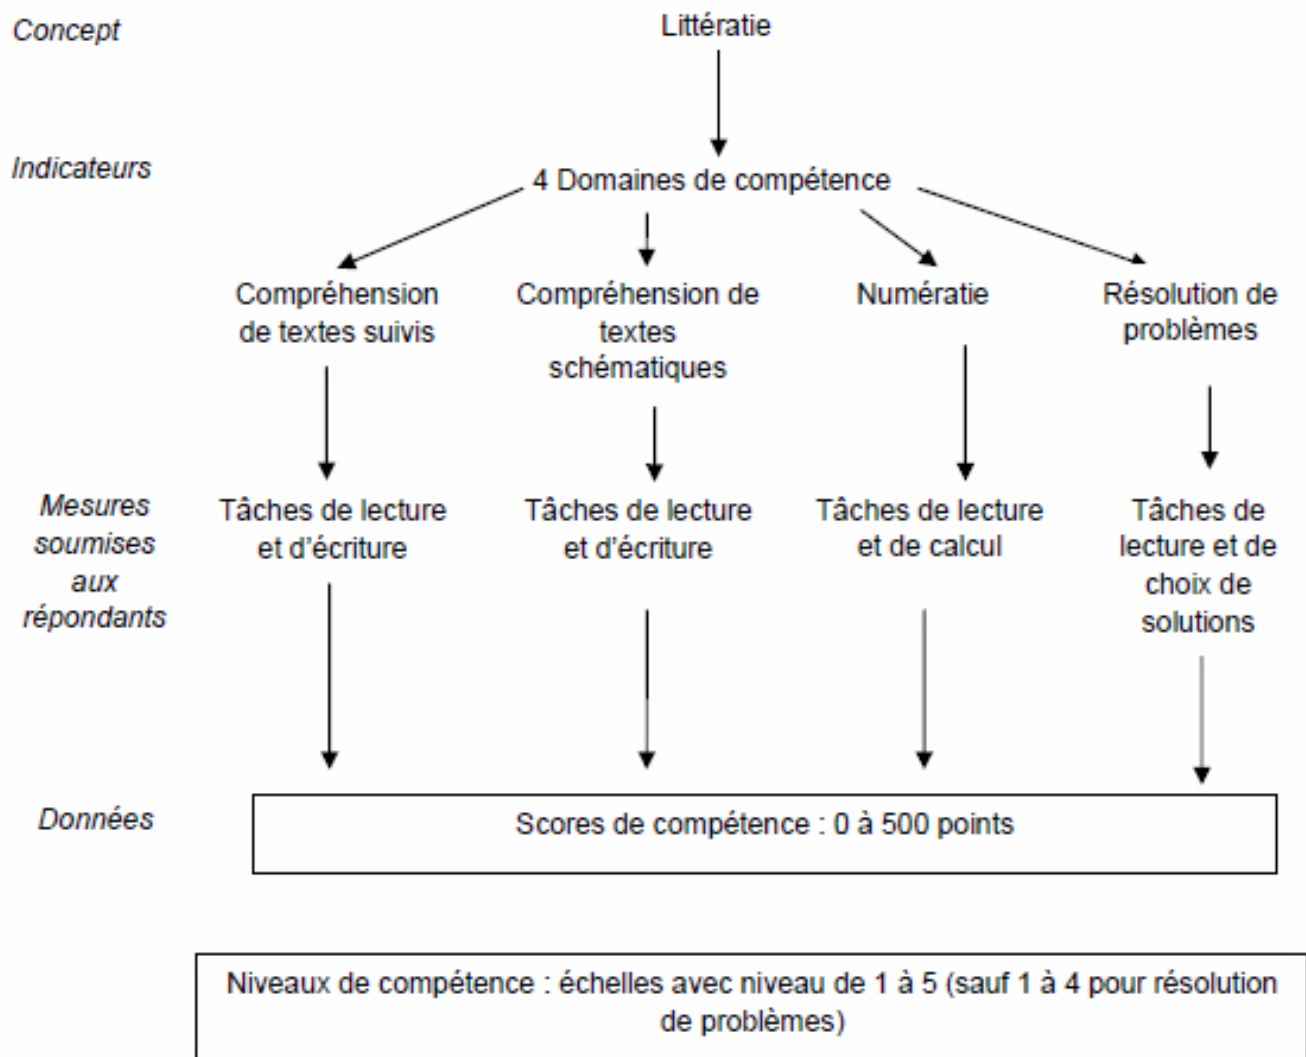 Concept
Littératie
Indicateurs
4 Domaines de compétence
Compréhension
de textes suivis
Compréhension de
textes
schématiques
Numératie
Résolution de
problèmes
Mesures
soumises
aux
répondants
Tâches de lecture
et d'écriture
Tâches de lecture
et d'écriture
Tâches de lecture
et de calcul
Tâches de
lecture et de
choix de
solutions
Données
Scores de compétence : 0 à 500 points
Niveaux de compétence : échelles avec niveau de 1 à 5 (sauf 1 à 4 pour résolution
de problèmes)